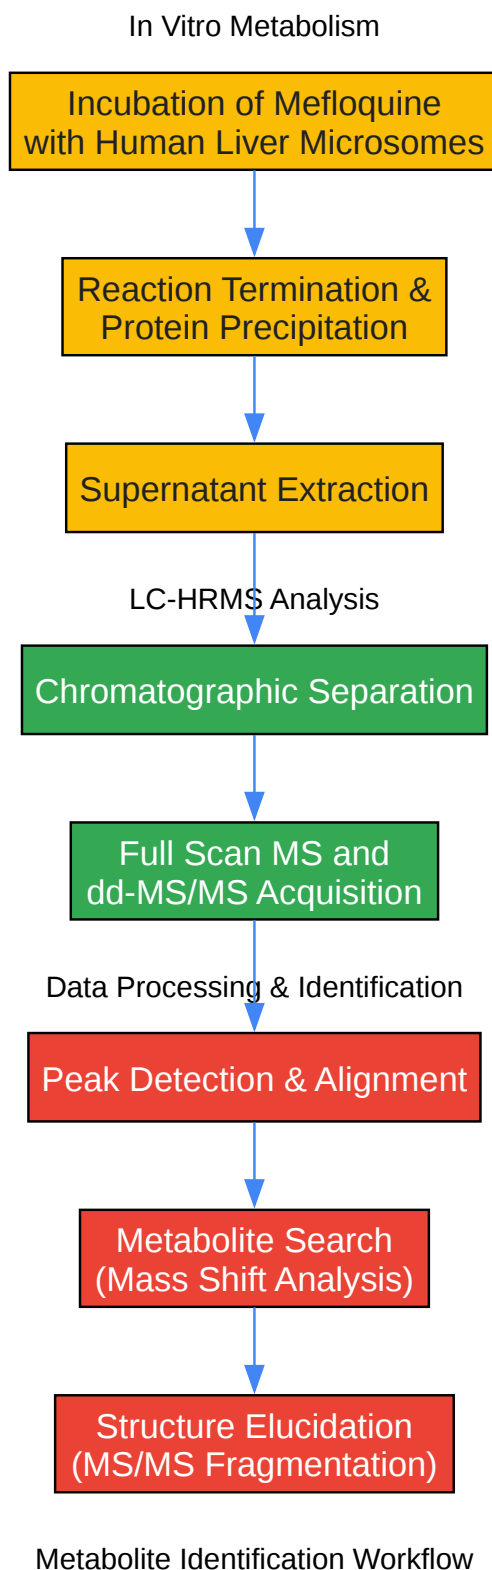 In Vitro Metabolism
Incubation of Mefloquine
with Human Liver Microsomes
Reaction Termination &
Protein Precipitation
Supernatant Extraction
LC-HRMS Analysis
Chromatographic Separation
Full Scan MS and
dd-MS/MS Acquisition
Data Processing & Identification
Peak Detection & Alignment
Metabolite Search
(Mass Shift Analysis)
Structure Elucidation
(MS/MS Fragmentation)
Metabolite Identification Workflow